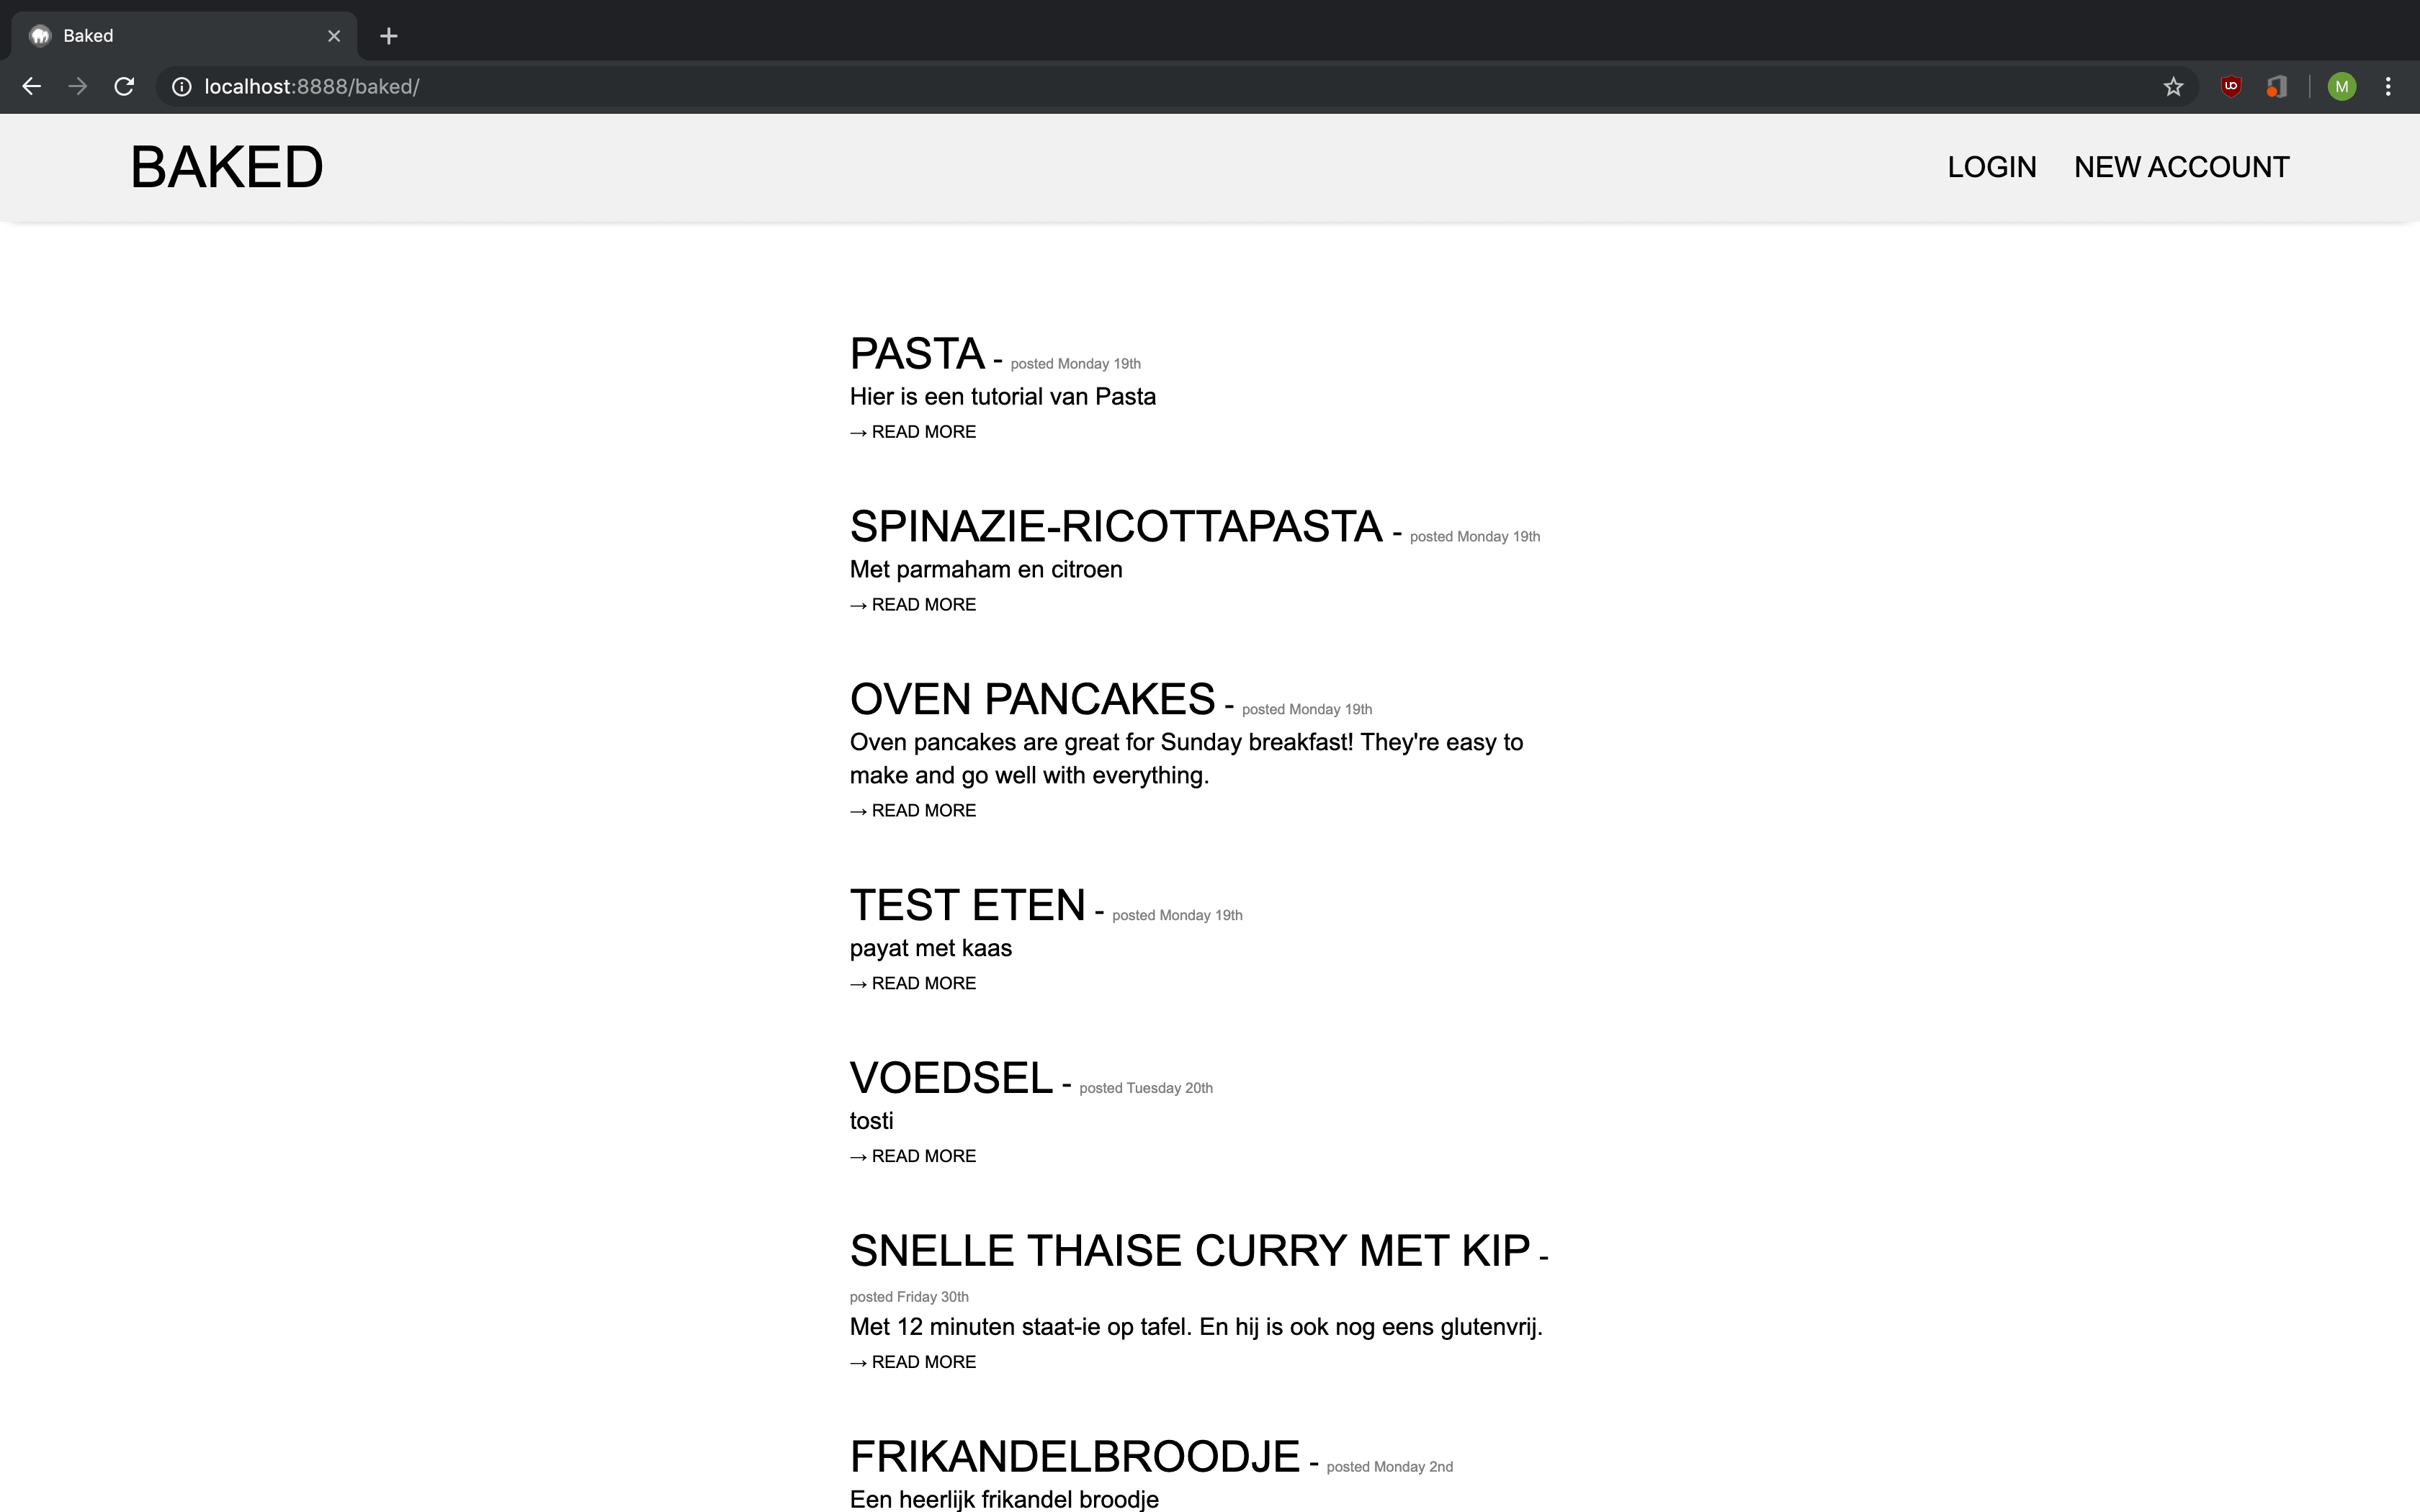 Baked
localhost:8888/baked/
M
BAKED
LOGIN NEW ACCOUNT
PASTA - posted Monday 19th
Hier is een tutorial van Pasta
→ READ MORE
SPINAZIE-RICOTTAPASTA - posted Monday 19th
Met parmaham en citroen
→ READ MORE
OVEN PANCAKES - posted Monday 19th
Oven pancakes are great for Sunday breakfast! They're easy to
make and go well with everything.
→ READ MORE
TEST ETEN - posted Monday 19th
payat met kaas
→ READ MORE
VOEDSEL - posted Tuesday 20th
tosti
→ READ MORE
SNELLE THAISE CURRY MET KIP -
posted Friday 30th
Met 12 minuten staat-ie op tafel. En hij is ook nog eens glutenvrij.
→ READ MORE
FRIKANDELBROODJE - posted Monday 2nd
Een heerlijk frikandel broodje